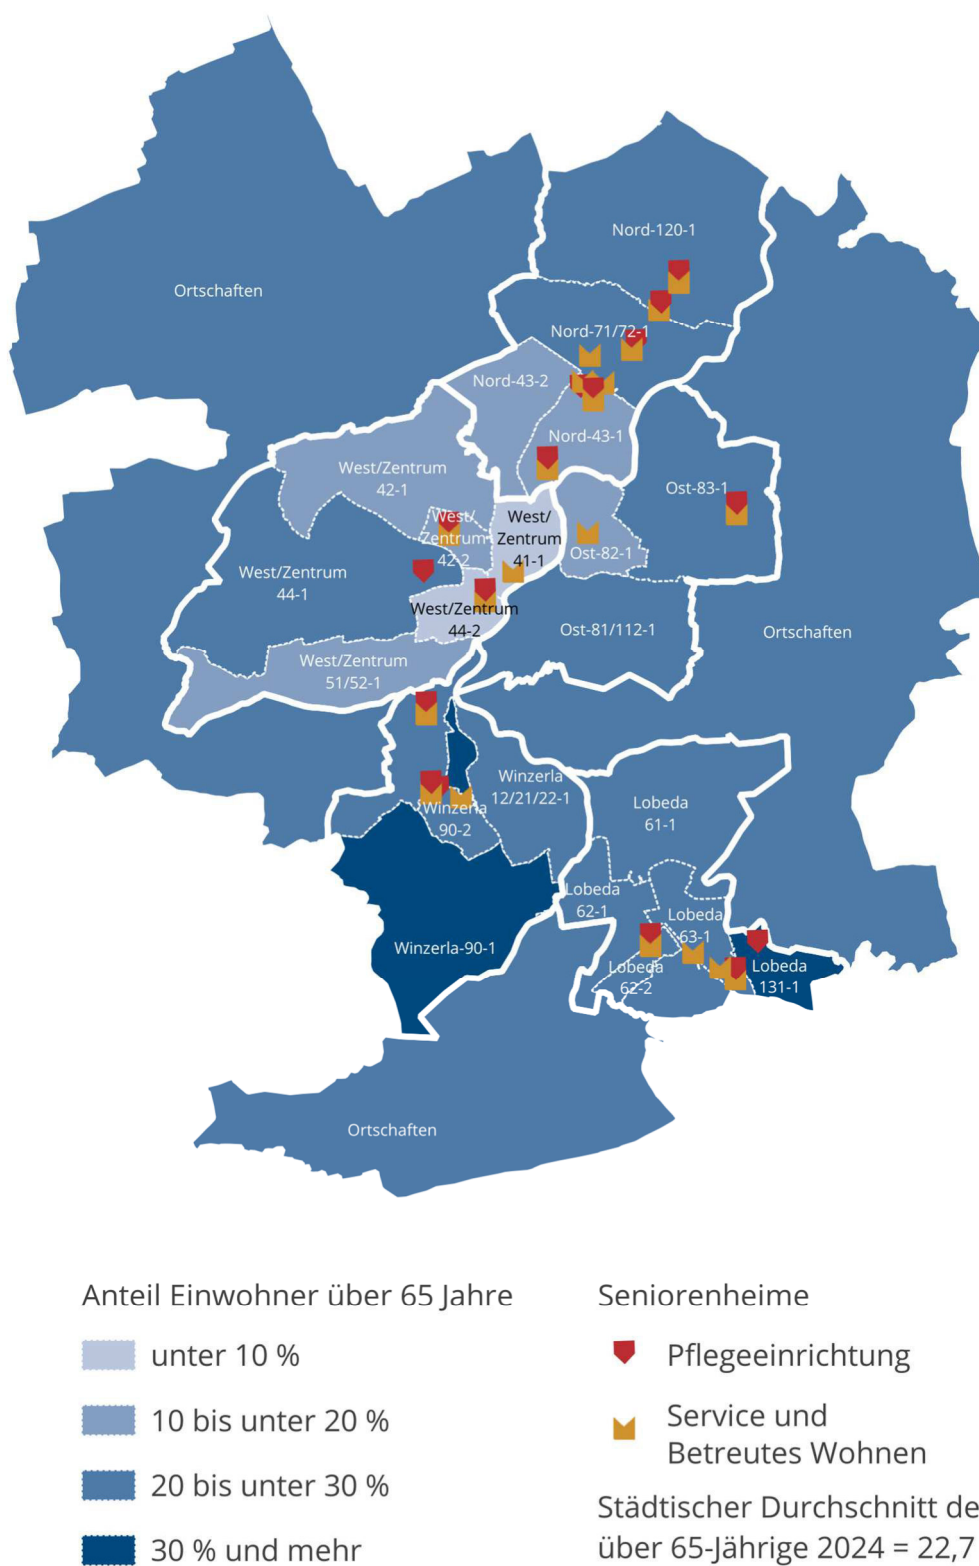 Nord-120-1
Ortschaften
Nord-71/72-1
Nord-43-2
Nord-43-1
West/Zentrum
42-1
Ost-83-1
West/
Zentrum
42-2
West/
Zentrum
41-1
Ost-82-1
West/Zentrum
44-1
West/Zentrum
44-2
Ost-81/112-1
Ortschaften
West/Zentrum
51/52-1
Winzerla
12/21/22-1
Winzerla
90-2
Lobeda
61-1
Lobeda
62-1
Lobeda
63-1
Winzerla-90-1
Lobeda
62-2
Lobeda
131-1
Ortschaften
Anteil Einwohner über 65 Jahre
unter 10 %
10 bis unter 20 %
20 bis unter 30 %
30 % und mehr
Seniorenheime
Pflegeeinrichtung
Service und
Betreutes Wohnen
Städtischer Durchschnitt de
über 65-Jährige 2024 = 22,7